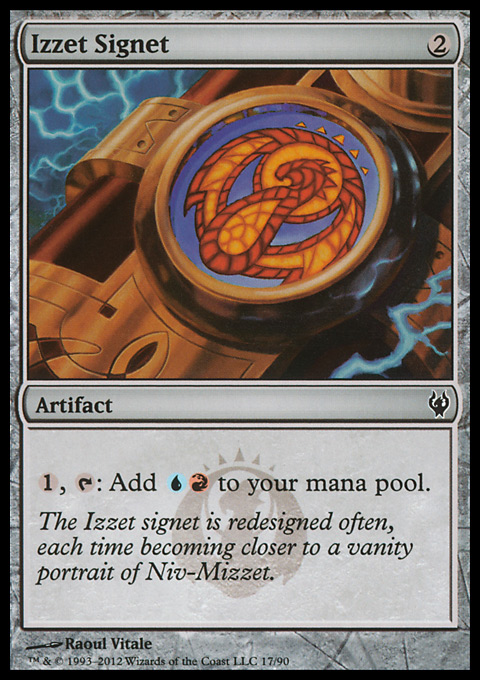 Izzet Signet 2
Artifact
1, : Add to your mana pool.
The Izzet signet is redesigned often,
each time becoming closer to a vanity
portrait of Niv-Mizzet.
Raoul Vitale
™ & © 1993–2012 Wizards of the Coast LLC 17/90